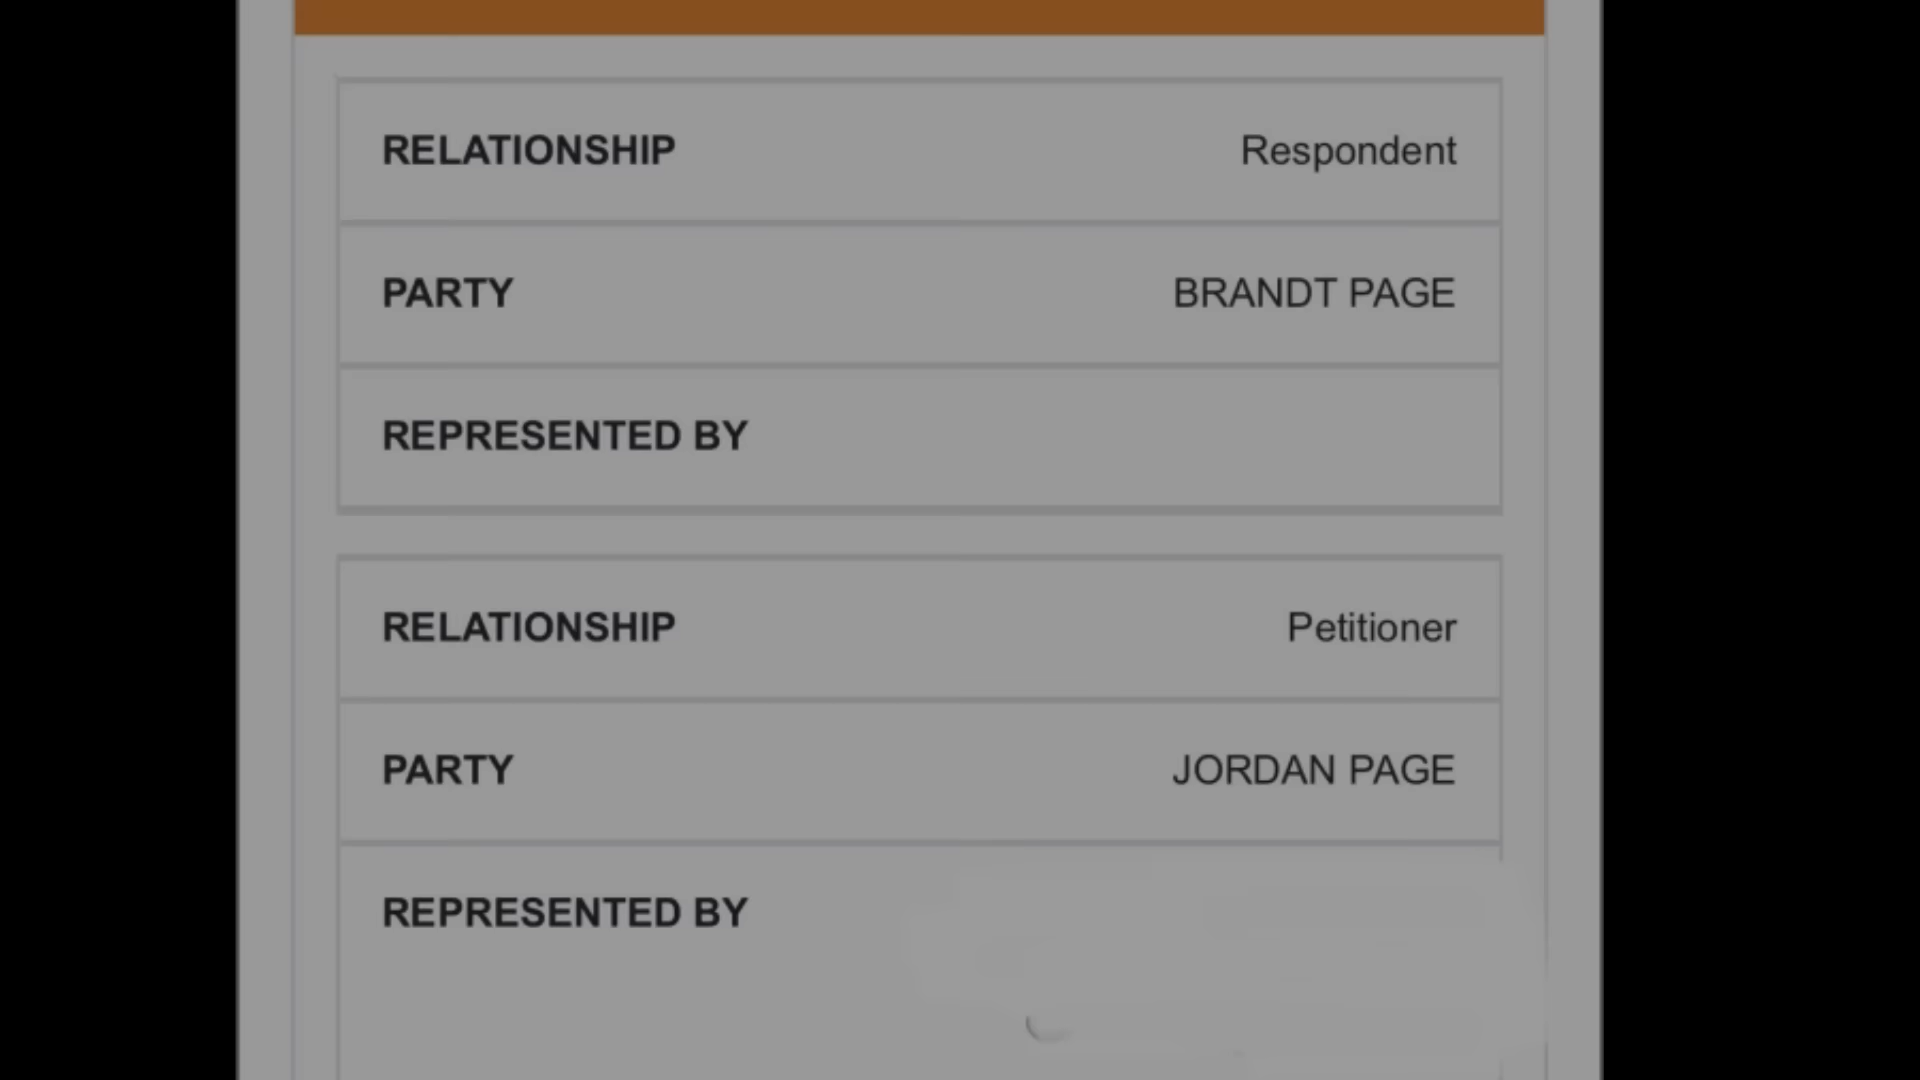 RELATIONSHIP Respondent
PARTY BRANDT PAGE
REPRESENTED BY
RELATIONSHIP Petitioner
PARTY JORDAN PAGE
REPRESENTED BY